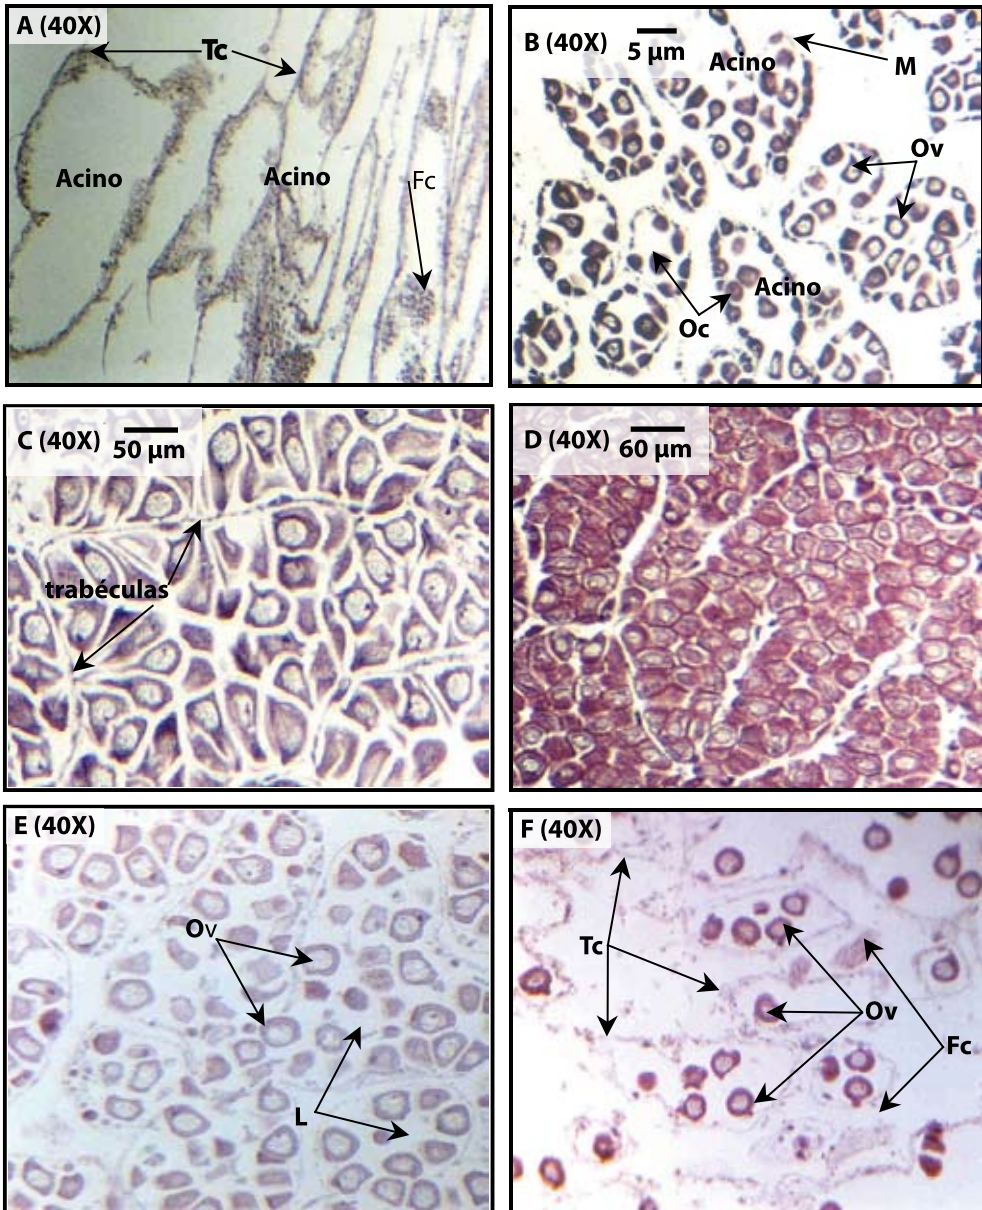 A (40X)
Tc
Acino
Acino
Fc
B (40X)
5 µm
Acino
M
Ov
Acino
Oc
C (40X)
50 µm
trabéculas
D (40X)
60 µm
E (40X)
Ov
L
F (40X)
Tc
Ov
Fc